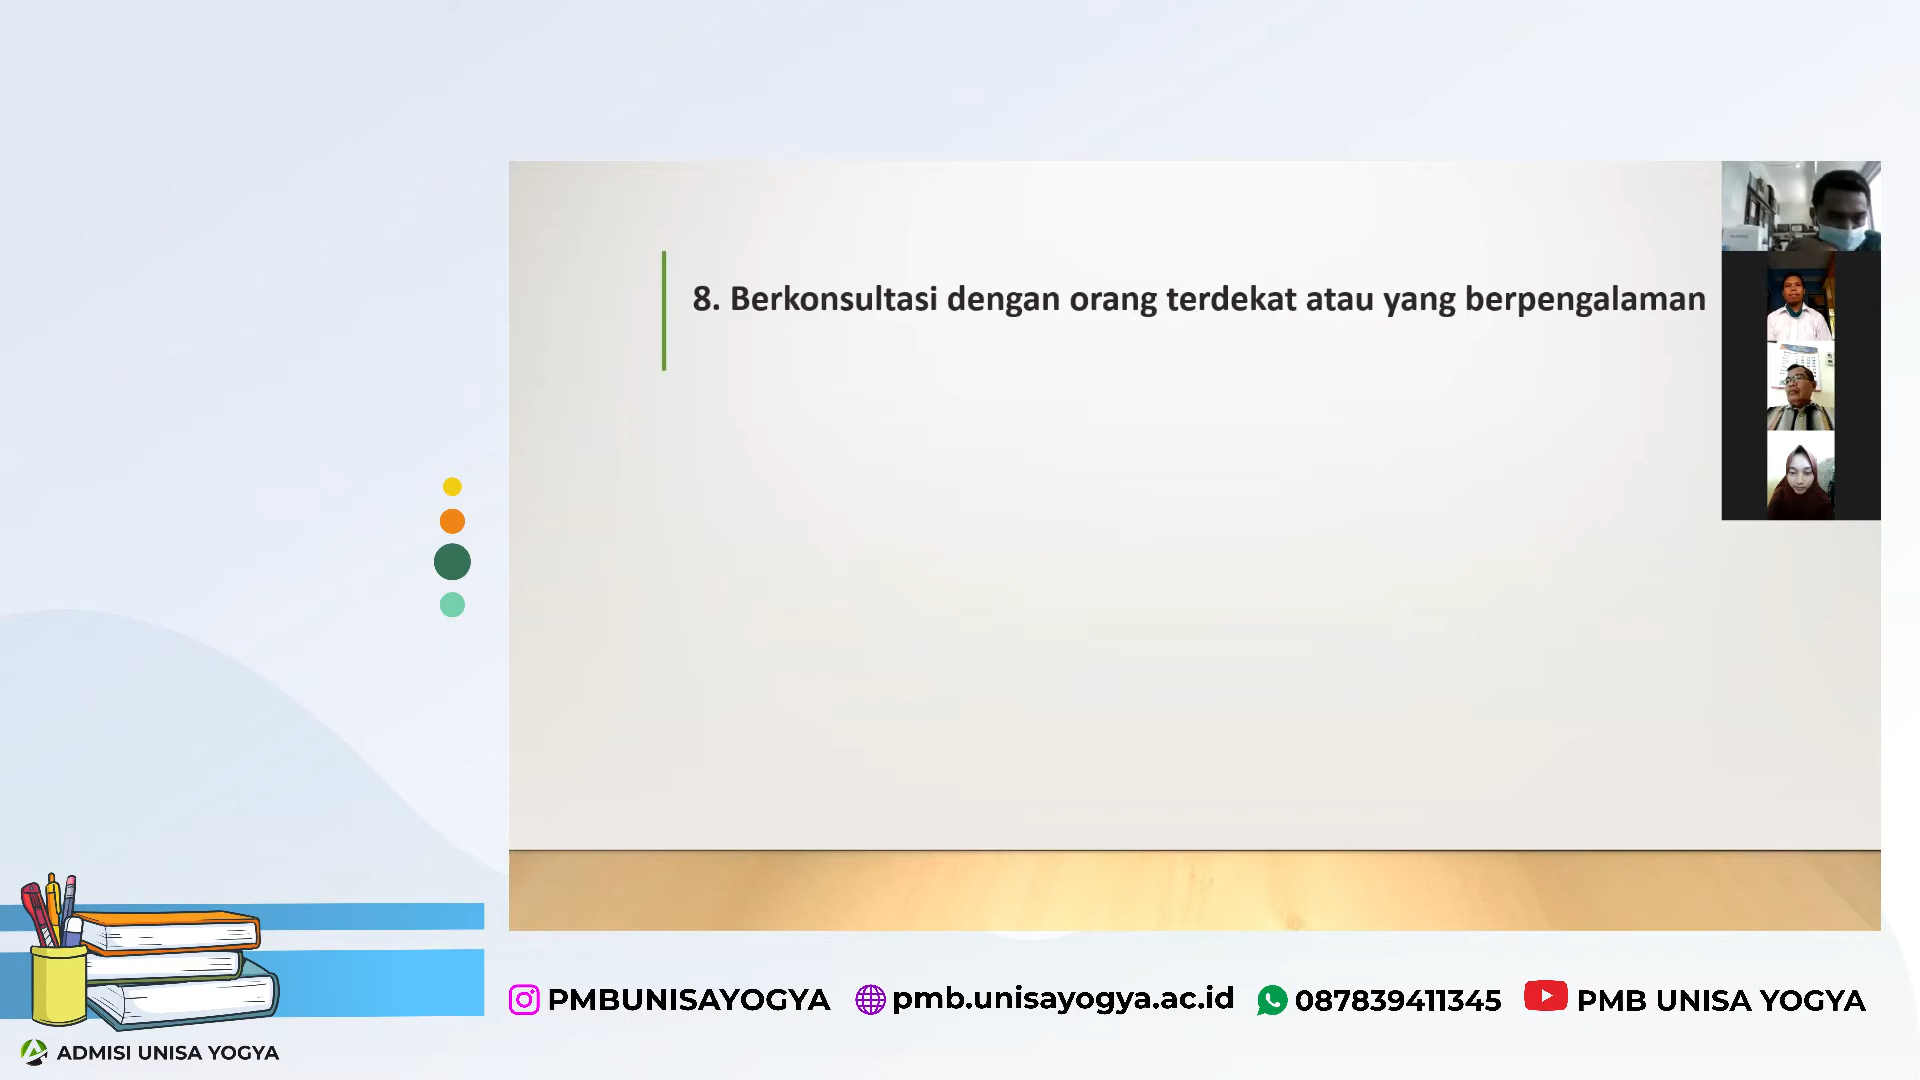 8. Berkonsultasi dengan orang terdekat atau yang berpengalaman
PMBUNISAYOGYA
pmb.unisayogya.ac.id
087839411345
PMB UNISA YOGYA
ADMISI UNISA YOGYA